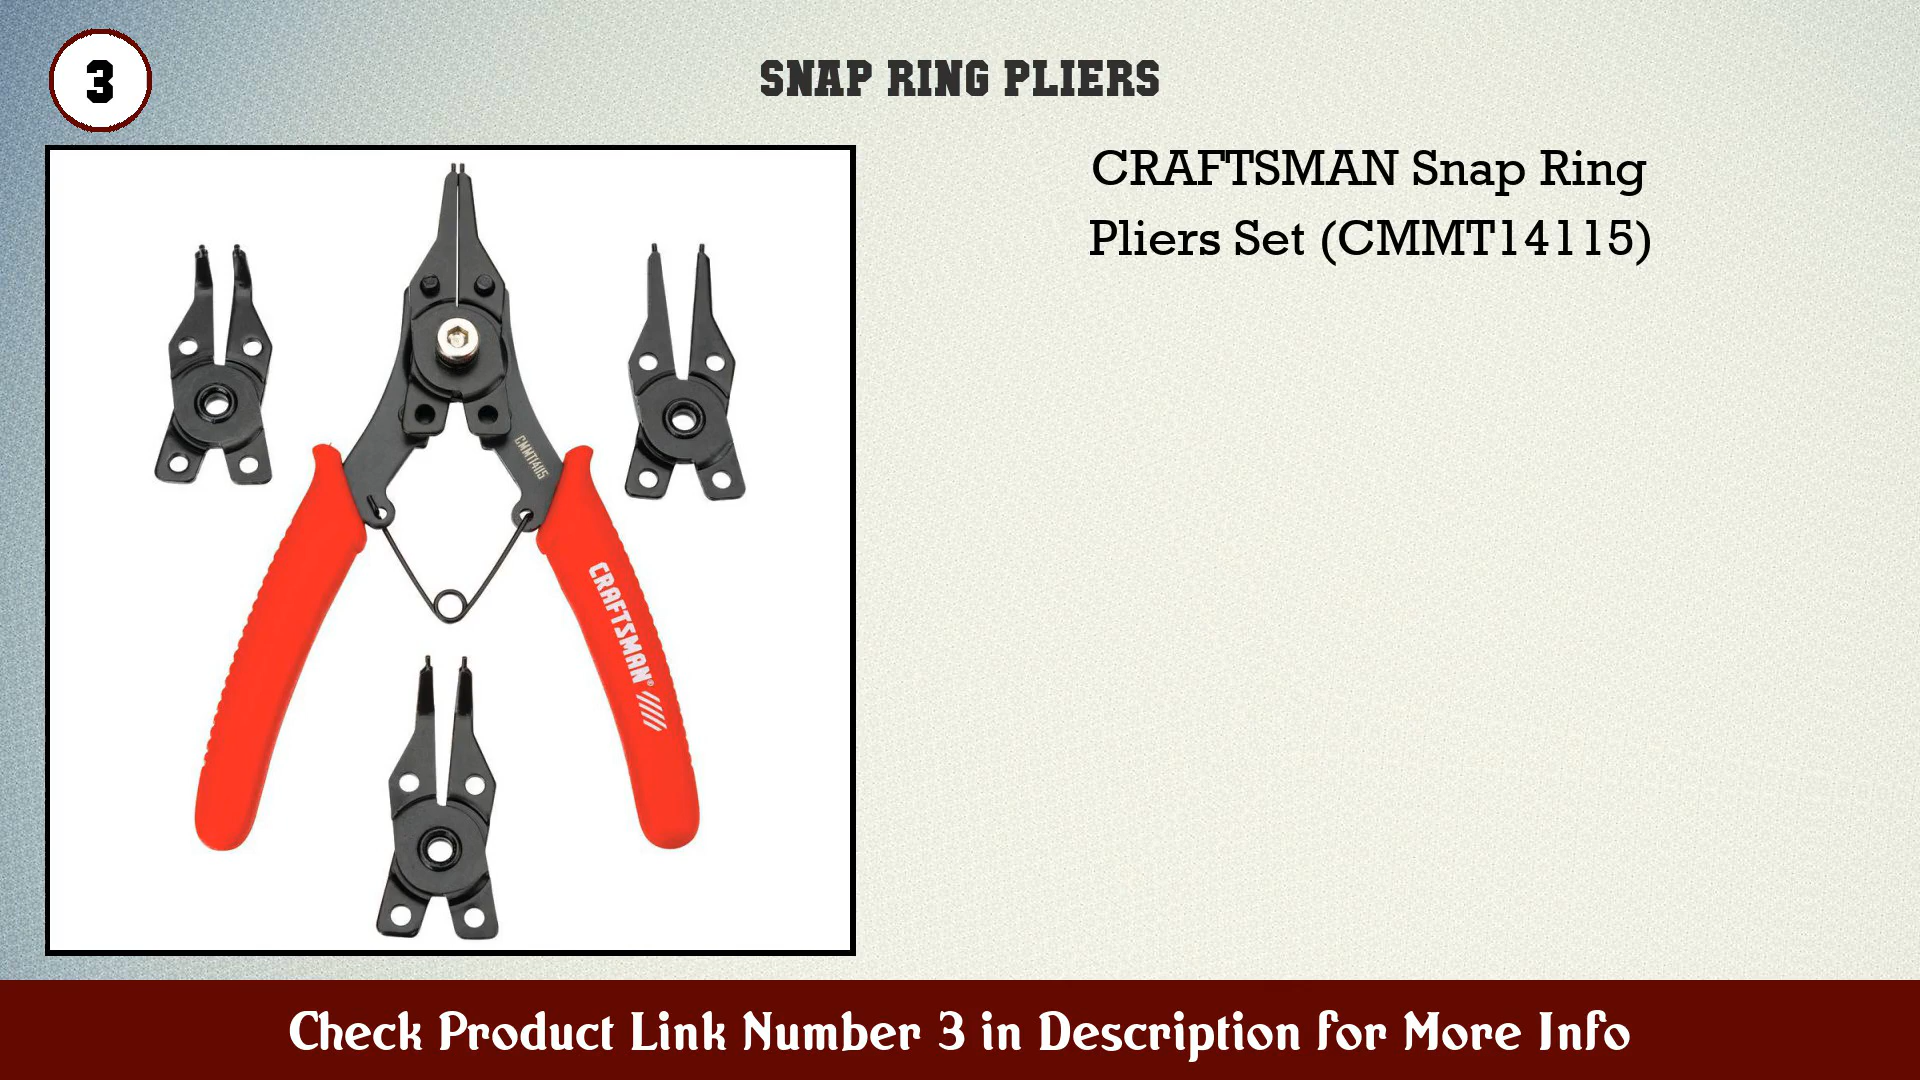 3
SNAP RING PLIERS
CRAFTSMAN Snap Ring
Pliers Set (CMMT14115)
CMMT14115
CRAFTSMAN®
Check Product Link Number 3 in Description for More Info